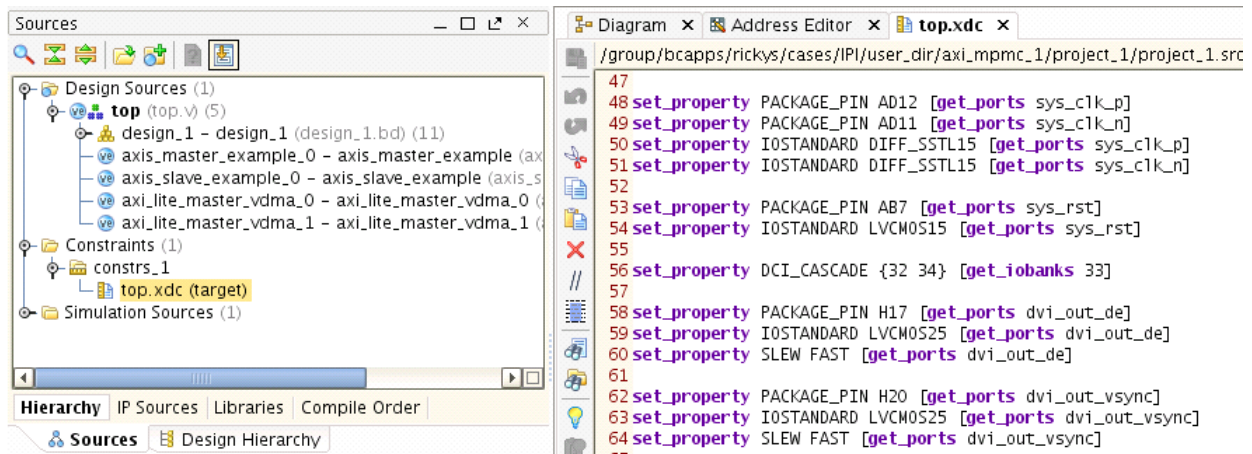 Sources
Design Sources (1)
top (top.v) (5)
design_1 - design_1 (design_1.bd) (11)
axis_master_example_0 - axis_master_example (ax
axis_slave_example_0 - axis_slave_example (axis_s
axi_lite_master_vdma_0 - axi_lite_master_vdma_0 (
axi_lite_master_vdma_1 - axi_lite_master_vdma_1 (
Constraints (1)
constrs_1
top.xdc (target)
Simulation Sources (1)
Hierarchy IP Sources Libraries Compile Order
Sources Design Hierarchy
Diagram Address Editor top.xdc
/group/bcapps/rickys/cases/IPI/user_dir/axi_mpmc_1/project_1/project_1.src
47
48 set_property PACKAGE_PIN AD12 [get_ports sys_clk_p]
49 set_property PACKAGE_PIN AD11 [get_ports sys_clk_n]
50 set_property IOSTANDARD DIFF_SSTL15 [get_ports sys_clk_p]
51 set_property IOSTANDARD DIFF_SSTL15 [get_ports sys_clk_n]
52
53 set_property PACKAGE_PIN AB7 [get_ports sys_rst]
54 set_property IOSTANDARD LVCMOS15 [get_ports sys_rst]
55
56 set_property DCI_CASCADE {32 34} [get_iobanks 33]
57
58 set_property PACKAGE_PIN H17 [get_ports dvi_out_de]
59 set_property IOSTANDARD LVCMOS25 [get_ports dvi_out_de]
60 set_property SLEW FAST [get_ports dvi_out_de]
61
62 set_property PACKAGE_PIN H20 [get_ports dvi_out_vsync]
63 set_property IOSTANDARD LVCMOS25 [get_ports dvi_out_vsync]
64 set_property SLEW FAST [get_ports dvi_out_vsync]